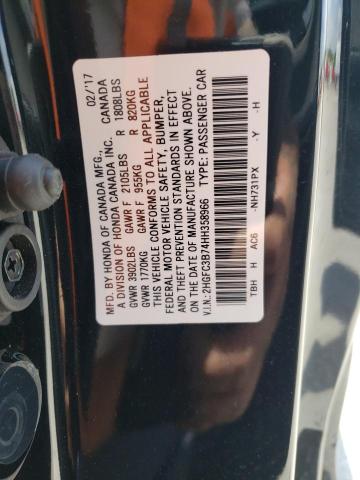 MFD. BY HONDA OF CANADA MFG., 02/'17
A DIVISION OF HONDA CANADA INC. CANADA
GVWR 3902LBS GAWR F 2105LBS R 1808LBS
GVWR 1770KG GAWR F 955KG R 820KG
THIS VEHICLE CONFORMS TO ALL APPLICABLE
FEDERAL MOTOR VEHICLE SAFETY, BUMPER,
AND THEFT PREVENTION STANDARDS IN EFFECT
ON THE DATE OF MANUFACTURE SHOWN ABOVE.
V.I.N.: 2HGFC3B74HH358966 TYPE: PASSENGER CAR
TBH H AC6 -NH731PX -Y -H